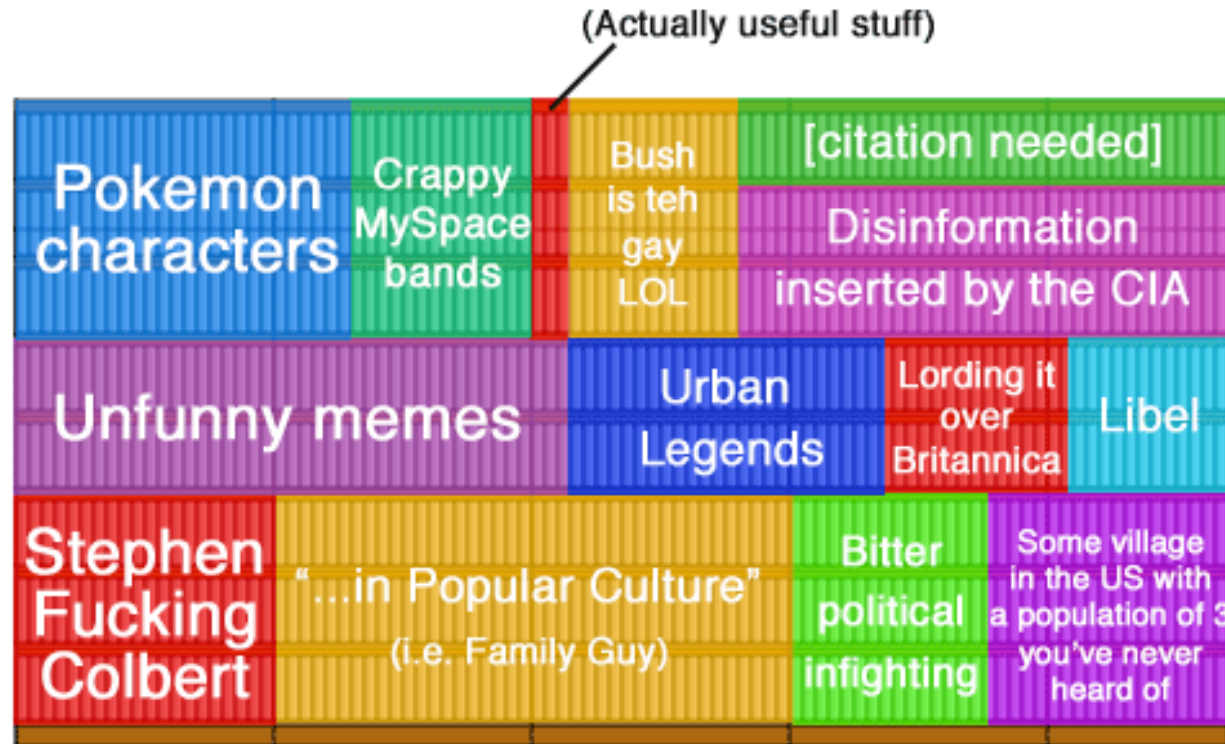 (Actually useful stuff)
Pokemon
characters
Crappy
MySpace
bands
Bush
is teh
gay
LOL
[citation needed]
Disinformation
inserted by the CIA
Unfunny memes
Urban
Legends
Lording it
over
Britannica
Libel
Stephen
Fucking
Colbert
“...in Popular Culture”
(i.e. Family Guy)
Bitter
political
infighting
Some village
in the US with
a population of 3
you’ve never
heard of